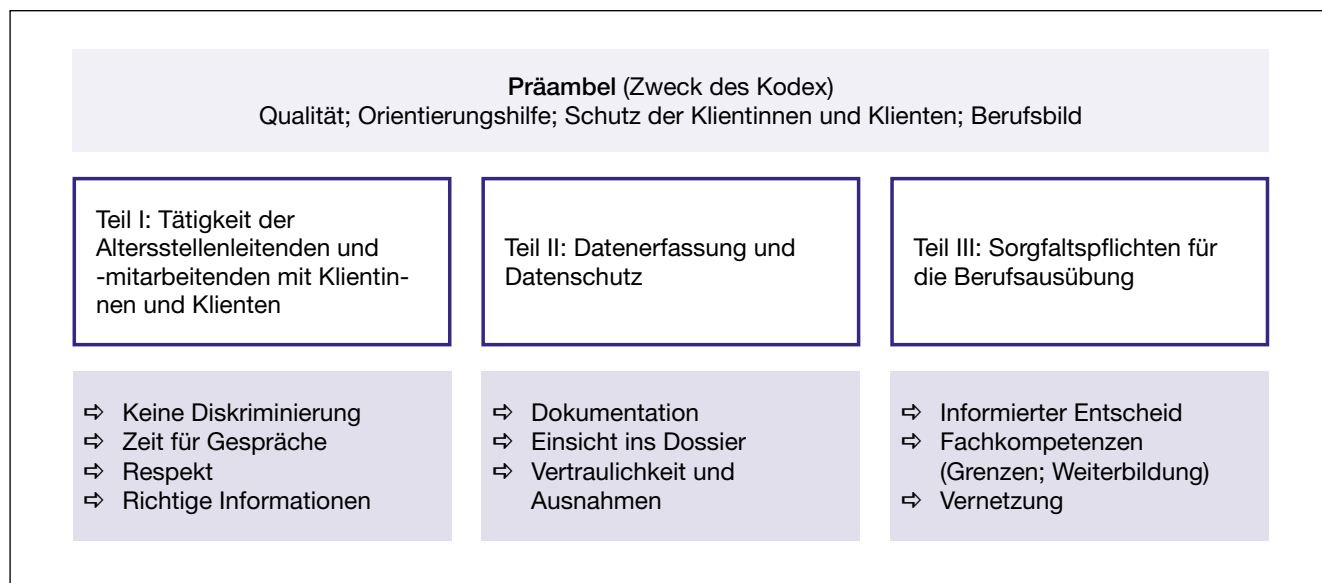 Präambel (Zweck des Kodex)
Qualität; Orientierungshilfe; Schutz der Klientinnen und Klienten; Berufsbild
Teil I: Tätigkeit der
Altersstellenleitenden und
-mitarbeitenden mit Klientin-
nen und Klienten
Teil II: Datenerfassung und
Datenschutz
Teil III: Sorgfaltspflichten für
die Berufsausübung
⇨ Keine Diskriminierung
⇨ Zeit für Gespräche
⇨ Respekt
⇨ Richtige Informationen
⇨ Dokumentation
⇨ Einsicht ins Dossier
⇨ Vertraulichkeit und
Ausnahmen
⇨ Informierter Entscheid
⇨ Fachkompetenzen
(Grenzen; Weiterbildung)
⇨ Vernetzung